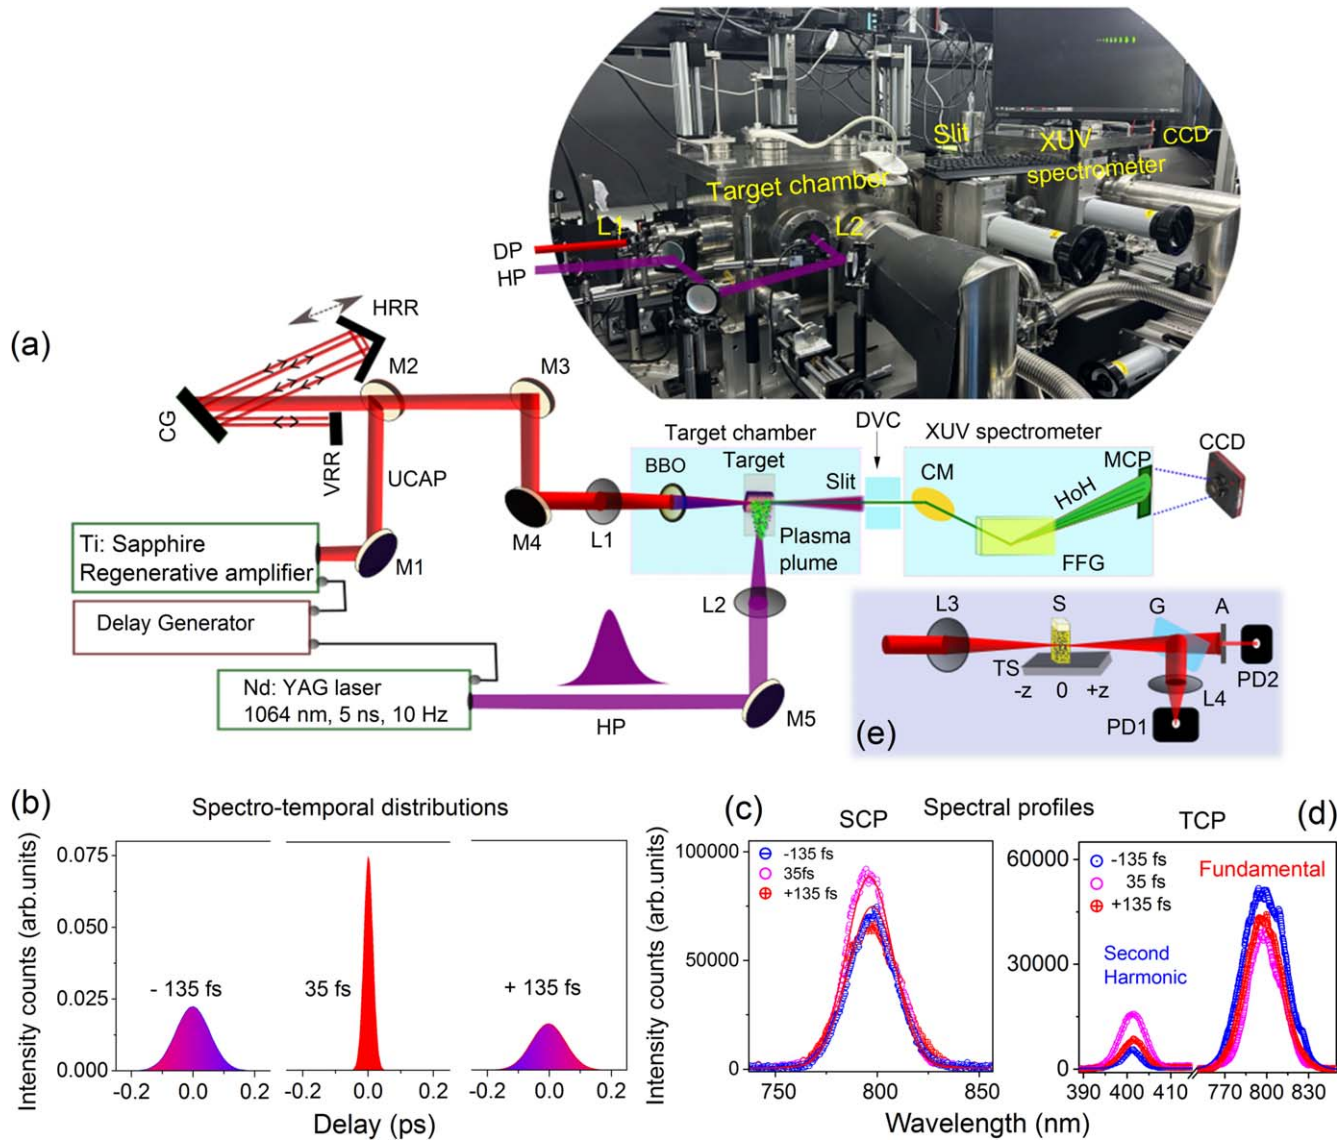 Slit
XUV
spectrometer
CCD
Target chamber
L1
L2
DP
HP
(a)
HRR
CG
M2
M3
VRR
UCAP
M4
L1
M1
Ti: Sapphire
Regenerative amplifier
Delay Generator
Nd: YAG laser
1064 nm, 5 ns, 10 Hz
HP
M5
L2
Target chamber
Target
BBO
Slit
Plasma
plume
DVC
XUV spectrometer
CM
HoH
MCP
CCD
FFG
(e)
L3
S
G
A
TS
-z 0 +z
L4
PD2
PD1
(b)
Spectro-temporal distributions
Intensity counts (arb.units)
0.075
0.050
0.025
0.000
- 135 fs
35 fs
+ 135 fs
-0.2 0.0 0.2
-0.2 0.0 0.2
-0.2 0.0 0.2
Delay (ps)
(c)
Spectral profiles
(d)
SCP
TCP
Intensity counts (arb.units)
100000
50000
0
-135 fs
35fs
+135 fs
750 800 850
60000
30000
0
-135 fs
35 fs
+135 fs
Fundamental
Second
Harmonic
390 400 410 770 800 830
Wavelength (nm)